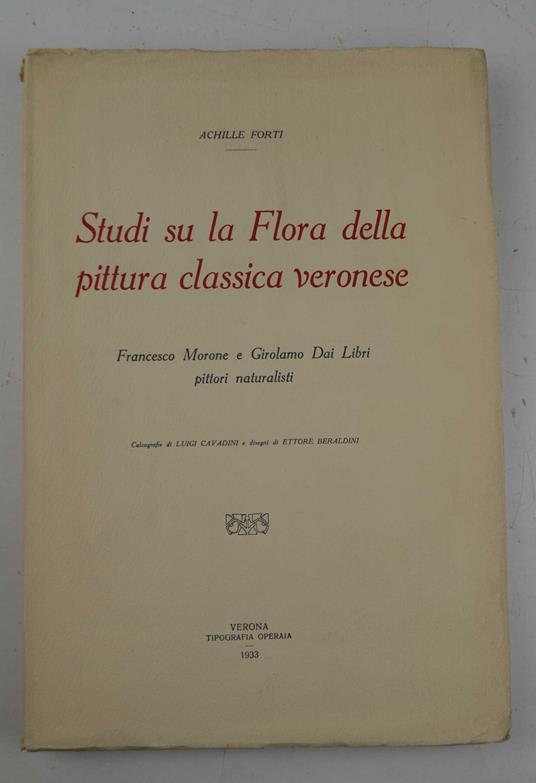 ACHILLE FORTI
Studi su la Flora della
pittura classica veronese
Francesco Morone e Girolamo Dai Libri
pittori naturalisti
Calcografie di LUIGI CAVADINI e disegni di ETTORE BERALDINI
VERONA
TIPOGRAFIA OPERAIA
1933